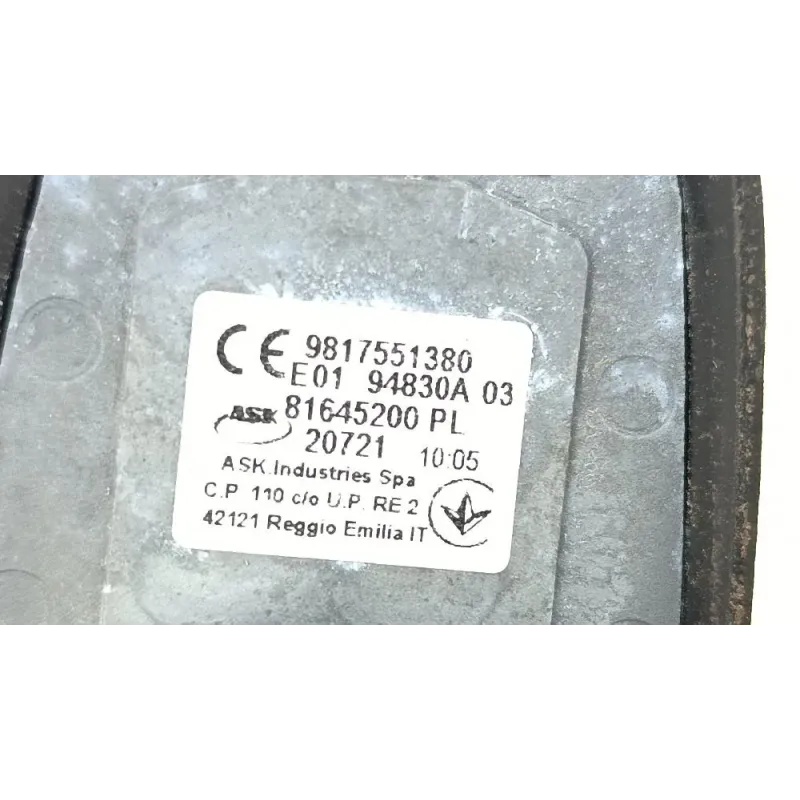 CE 9817551380
E01 94830A 03
ASK 81645200 PL
20721 10:05
ASK Industries Spa
C.P. 110 c/o U.P. RE 2
42121 Reggio Emilia IT